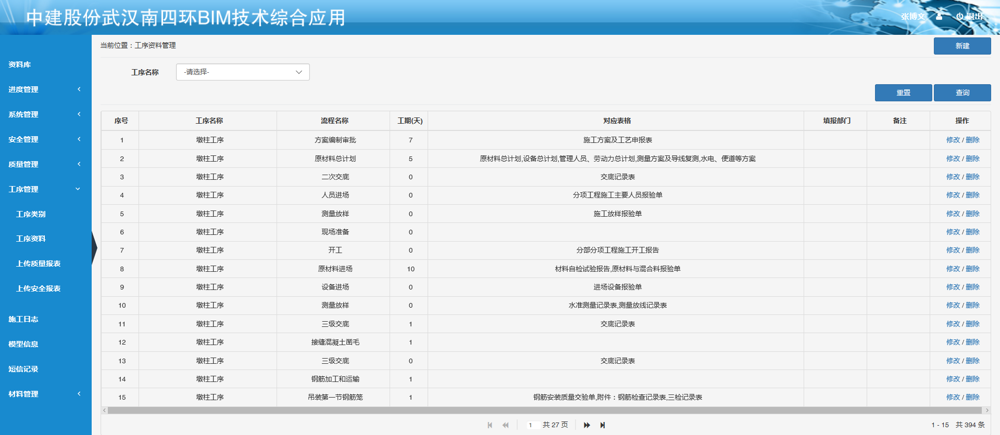 中建股份武汉南四环BIM技术综合应用
张博文 退出
资料库
进度管理
系统管理
安全管理
质量管理
工序管理
工序类别
工序资料
上传质量报表
上传安全报表
施工日志
模型信息
短信记录
材料管理
当前位置：工序资料管理 新建
工序名称 -请选择-
重置 查询
序号 工序名称 流程名称 工期(天) 对应表格 填报部门 备注 操作
1 墩柱工序 方案编制审批 7 施工方案及工艺申报表 修改 / 删除
2 墩柱工序 原材料总计划 5 原材料总计划,设备总计划,管理人员、劳动力总计划,测量方案及导线复测,水电、便道等方案 修改 / 删除
3 墩柱工序 二次交底 0 交底记录表 修改 / 删除
4 墩柱工序 人员进场 0 分项工程施工主要人员报验单 修改 / 删除
5 墩柱工序 测量放样 0 施工放样报验单 修改 / 删除
6 墩柱工序 现场准备 0 修改 / 删除
7 墩柱工序 开工 0 分部分项工程施工开工报告 修改 / 删除
8 墩柱工序 原材料进场 10 材料自检试验报告,原材料与混合料报验单 修改 / 删除
9 墩柱工序 设备进场 0 进场设备报验单 修改 / 删除
10 墩柱工序 测量放样 0 水准测量记录表,测量放线记录表 修改 / 删除
11 墩柱工序 三级交底 1 交底记录表 修改 / 删除
12 墩柱工序 接缝混凝土凿毛 1 修改 / 删除
13 墩柱工序 三级交底 0 交底记录表 修改 / 删除
14 墩柱工序 钢筋加工和运输 1 修改 / 删除
15 墩柱工序 吊装第一节钢筋笼 1 钢筋安装质量交验单,附件：钢筋检查记录表,三检记录表 修改 / 删除
1 共 27 页 1 - 15 共 394 条